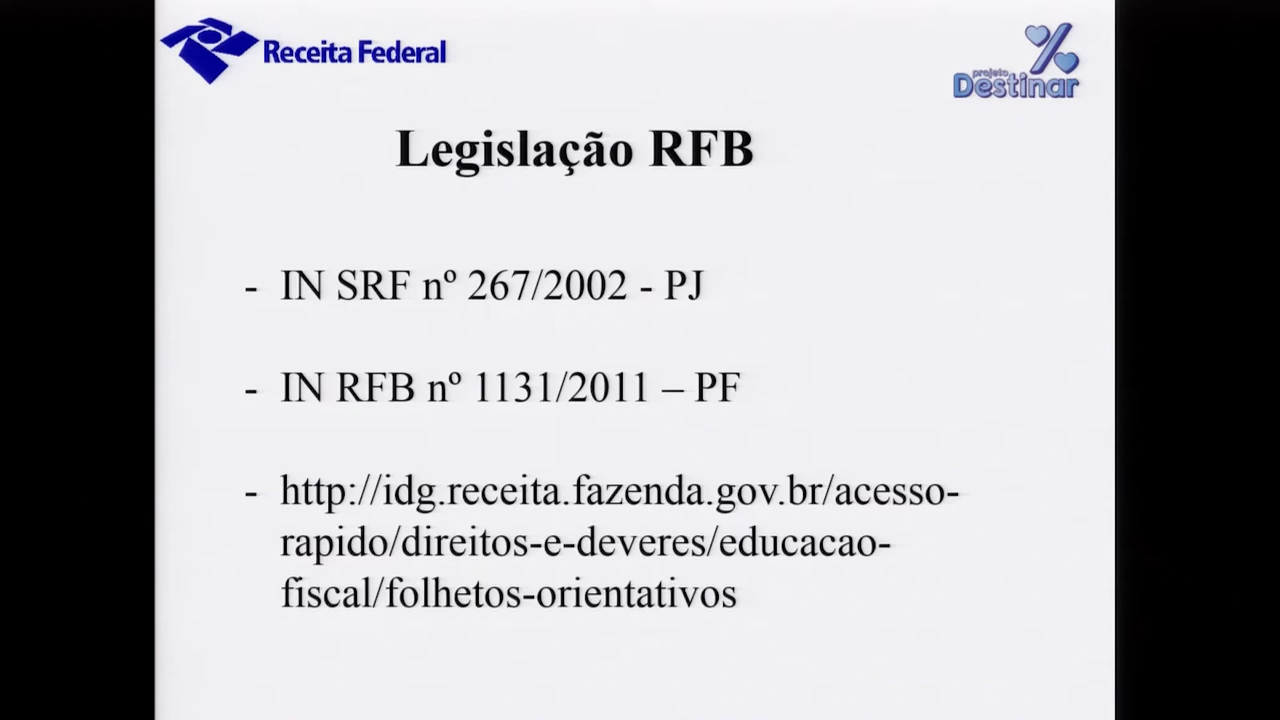 Receita Federal
projeto
Destinar
Legislação RFB
- IN SRF nº 267/2002 - PJ
- IN RFB nº 1131/2011 – PF
- http://idg.receita.fazenda.gov.br/acesso-
rapido/direitos-e-deveres/educacao-
fiscal/folhetos-orientativos